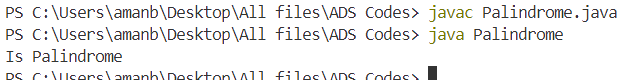 PS C:\Users\amanb\Desktop\All files\ADS Codes> javac Palindrome.java
PS C:\Users\amanb\Desktop\All files\ADS Codes> java Palindrome
Is Palindrome
PS C:\Users\amanb\Desktop\All files\ADS Codes>